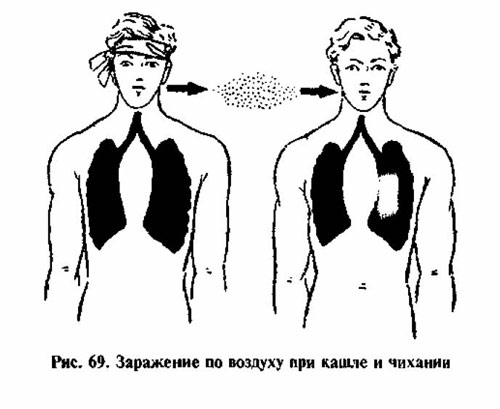 Рис. 69. Заражение по воздуху при кашле и чихании